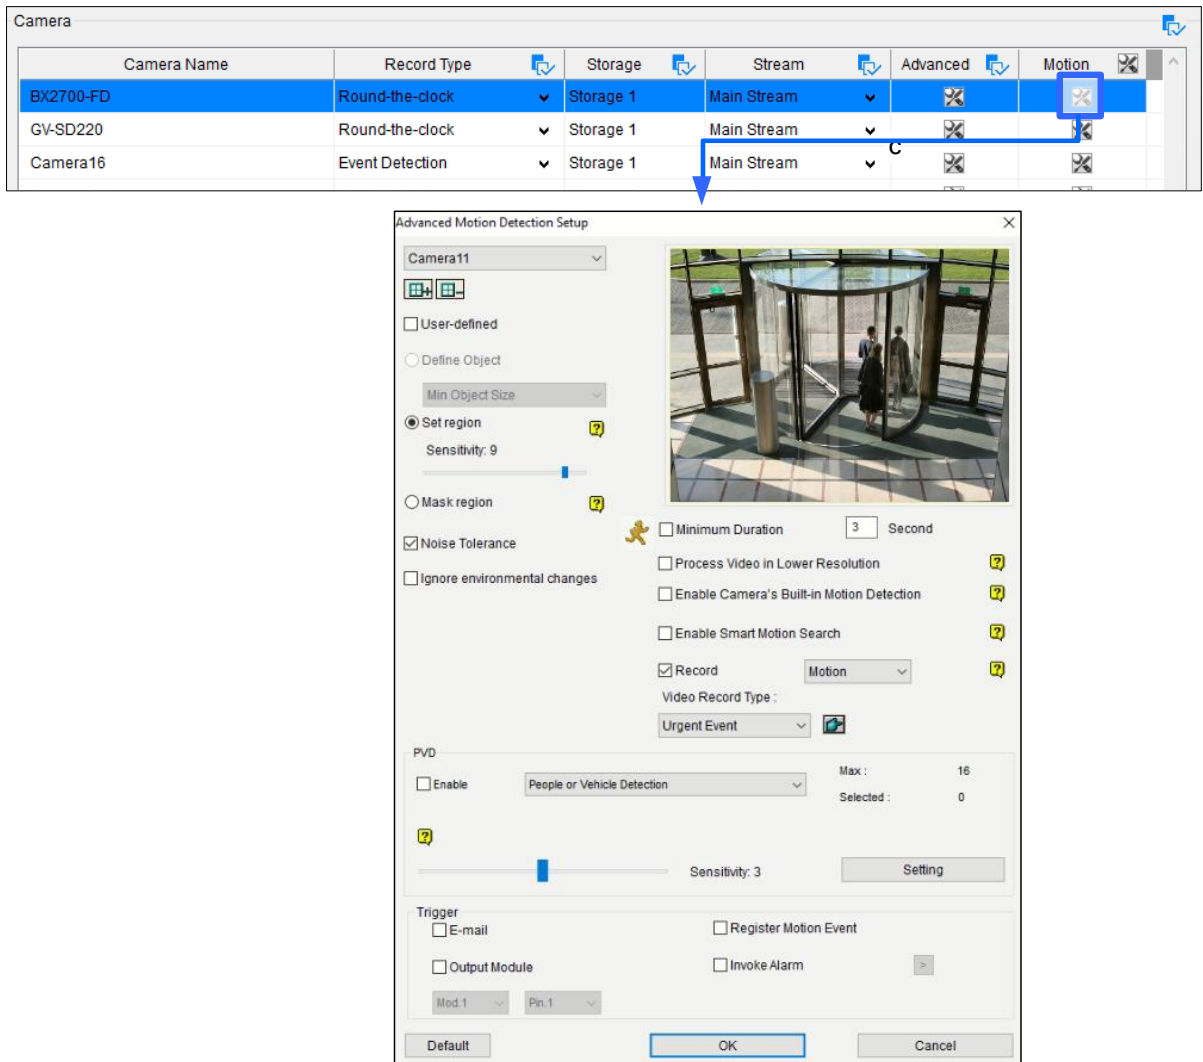 Camera
Camera Name Record Type Storage Stream Advanced Motion
BX2700-FD Round-the-clock Storage 1 Main Stream
GV-SD220 Round-the-clock Storage 1 Main Stream
C
Camera16 Event Detection Storage 1 Main Stream
Advanced Motion Detection Setup
Camera11
User-defined
Define Object
Min Object Size
Set region
Sensitivity: 9
Mask region
Noise Tolerance
Ignore environmental changes
Minimum Duration 3 Second
Process Video in Lower Resolution
Enable Camera's Built-in Motion Detection
Enable Smart Motion Search
Record Motion
Video Record Type :
Urgent Event
PVD
Enable People or Vehicle Detection
Max : 16
Selected : 0
Sensitivity: 3 Setting
Trigger
E-mail Register Motion Event
Output Module Invoke Alarm >
Mod.1 Pin.1
Default OK Cancel